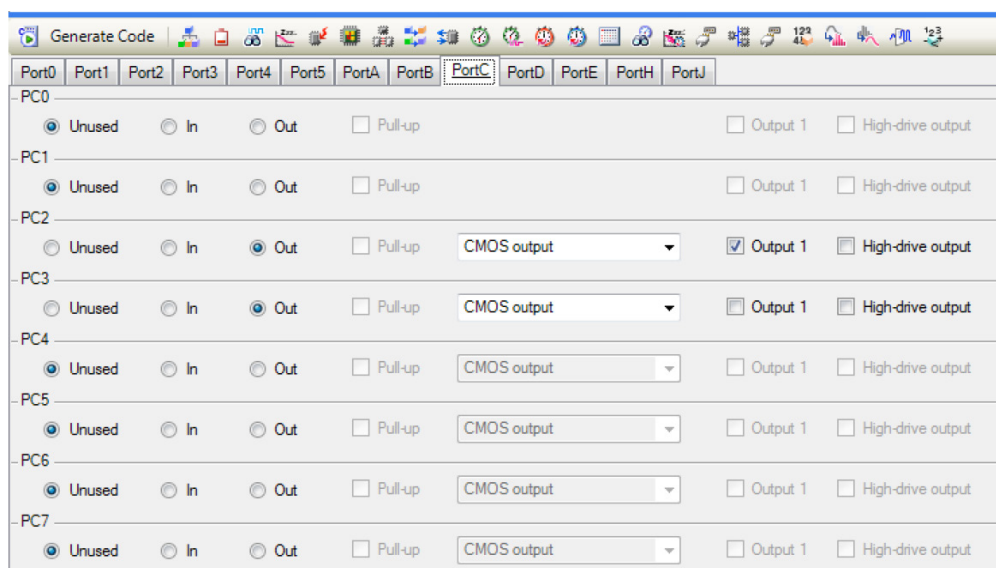 Generate Code
Port0 Port1 Port2 Port3 Port4 Port5 PortA PortB PortC PortD PortE PortH PortJ
PC0
Unused In Out Pull-up Output 1 High-drive output
PC1
Unused In Out Pull-up Output 1 High-drive output
PC2
Unused In Out Pull-up CMOS output Output 1 High-drive output
PC3
Unused In Out Pull-up CMOS output Output 1 High-drive output
PC4
Unused In Out Pull-up CMOS output Output 1 High-drive output
PC5
Unused In Out Pull-up CMOS output Output 1 High-drive output
PC6
Unused In Out Pull-up CMOS output Output 1 High-drive output
PC7
Unused In Out Pull-up CMOS output Output 1 High-drive output